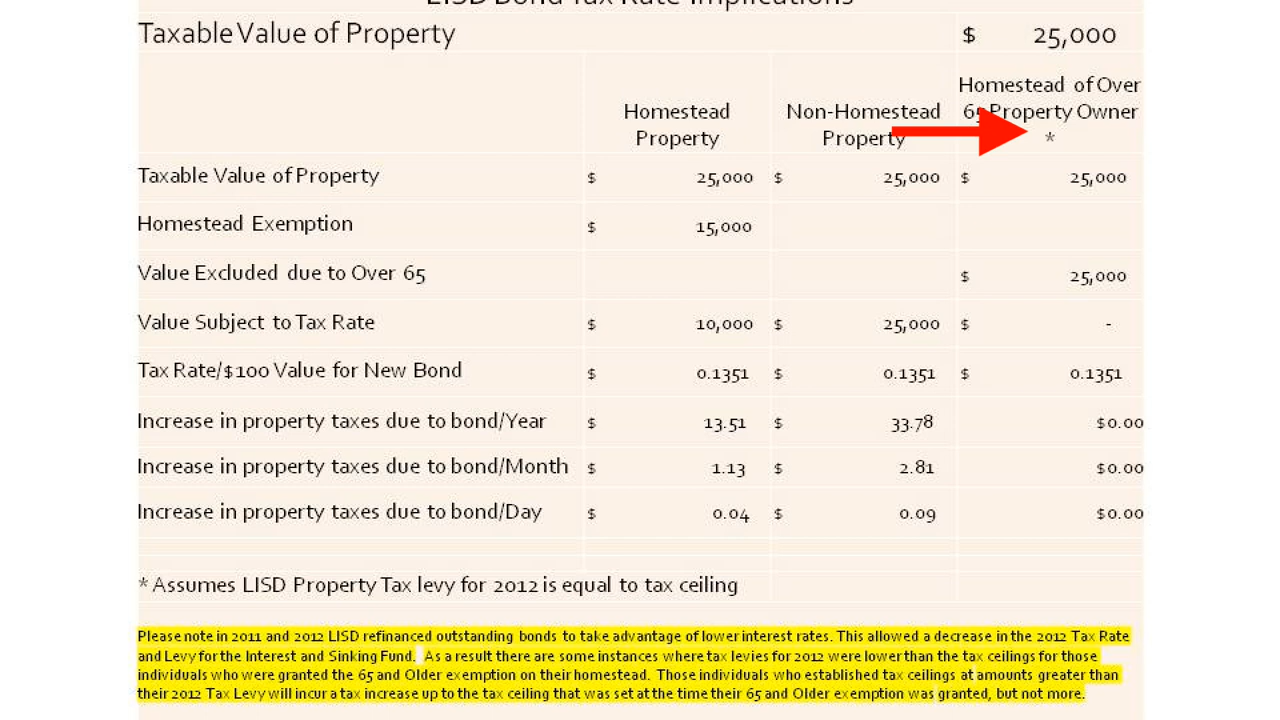 LISD Bond Tax Rate Implications
Taxable Value of Property $ 25,000
Homestead Property Non-Homestead Property Homestead of Over 65 Property Owner *
Taxable Value of Property $ 25,000 $ 25,000 $ 25,000
Homestead Exemption $ 15,000
Value Excluded due to Over 65 $ 25,000
Value Subject to Tax Rate $ 10,000 $ 25,000 $ -
Tax Rate/$100 Value for New Bond $ 0.1351 $ 0.1351 $ 0.1351
Increase in property taxes due to bond/Year $ 13.51 $ 33.78 $0.00
Increase in property taxes due to bond/Month $ 1.13 $ 2.81 $0.00
Increase in property taxes due to bond/Day $ 0.04 $ 0.09 $0.00
* Assumes LISD Property Tax levy for 2012 is equal to tax ceiling
Please note in 2011 and 2012 LISD refinanced outstanding bonds to take advantage of lower interest rates. This allowed a decrease in the 2012 Tax Rate
and Levy for the Interest and Sinking Fund. As a result there are some instances where tax levies for 2012 were lower than the tax ceilings for those
individuals who were granted the 65 and Older exemption on their homestead. Those individuals who established tax ceilings at amounts greater than
their 2012 Tax Levy will incur a tax increase up to the tax ceiling that was set at the time their 65 and Older exemption was granted, but not more.